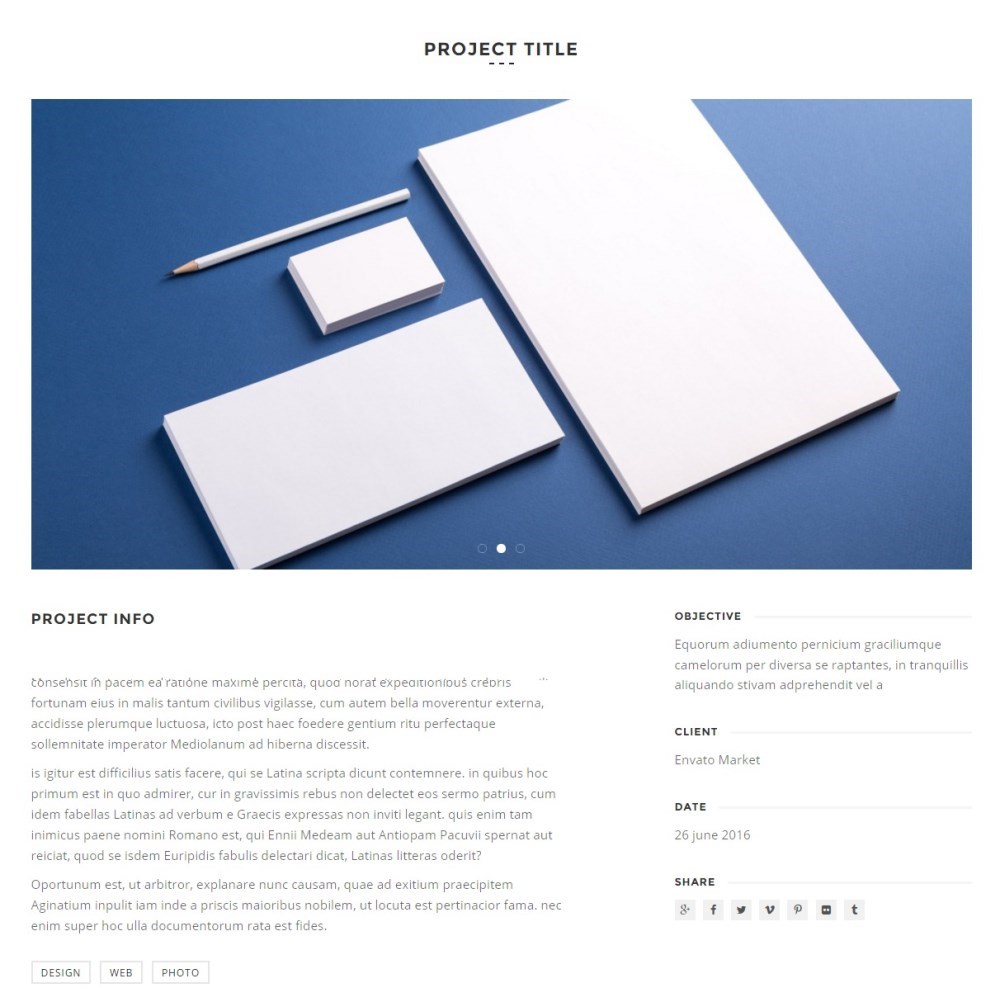 PROJECT TITLE
PROJECT INFO
consensit in pacem ea ratione maxime percita, quod norat expeditionibus crebris
fortunam eius in malis tantum civilibus vigilasse, cum autem bella moverentur externa,
accidisse plerumque luctuosa, icto post haec foedere gentium ritu perfectaque
sollemnitate imperator Mediolanum ad hiberna discessit.
is igitur est difficilius satis facere, qui se Latina scripta dicunt contemnere. in quibus hoc
primum est in quo admirer, cur in gravissimis rebus non delectet eos sermo patrius, cum
idem fabellas Latinas ad verbum e Graecis expressas non inviti legant. quis enim tam
inimicus paene nomini Romano est, qui Ennii Medeam aut Antiopam Pacuvii spernat aut
reiciat, quod se isdem Euripidis fabulis delectari dicat, Latinas litteras oderit?
Oportunum est, ut arbitror, explanare nunc causam, quae ad exitium praecipitem
Aginatium inpulit iam inde a priscis maioribus nobilem, ut locuta est pertinacior fama. nec
enim super hoc ulla documentorum rata est fides.
DESIGN
WEB
PHOTO
OBJECTIVE
Equorum adiumento pernicium graciliumque
camelorum per diversa se raptantes, in tranquillis
aliquando stivam adprehendit vel a
CLIENT
Envato Market
DATE
26 june 2016
SHARE